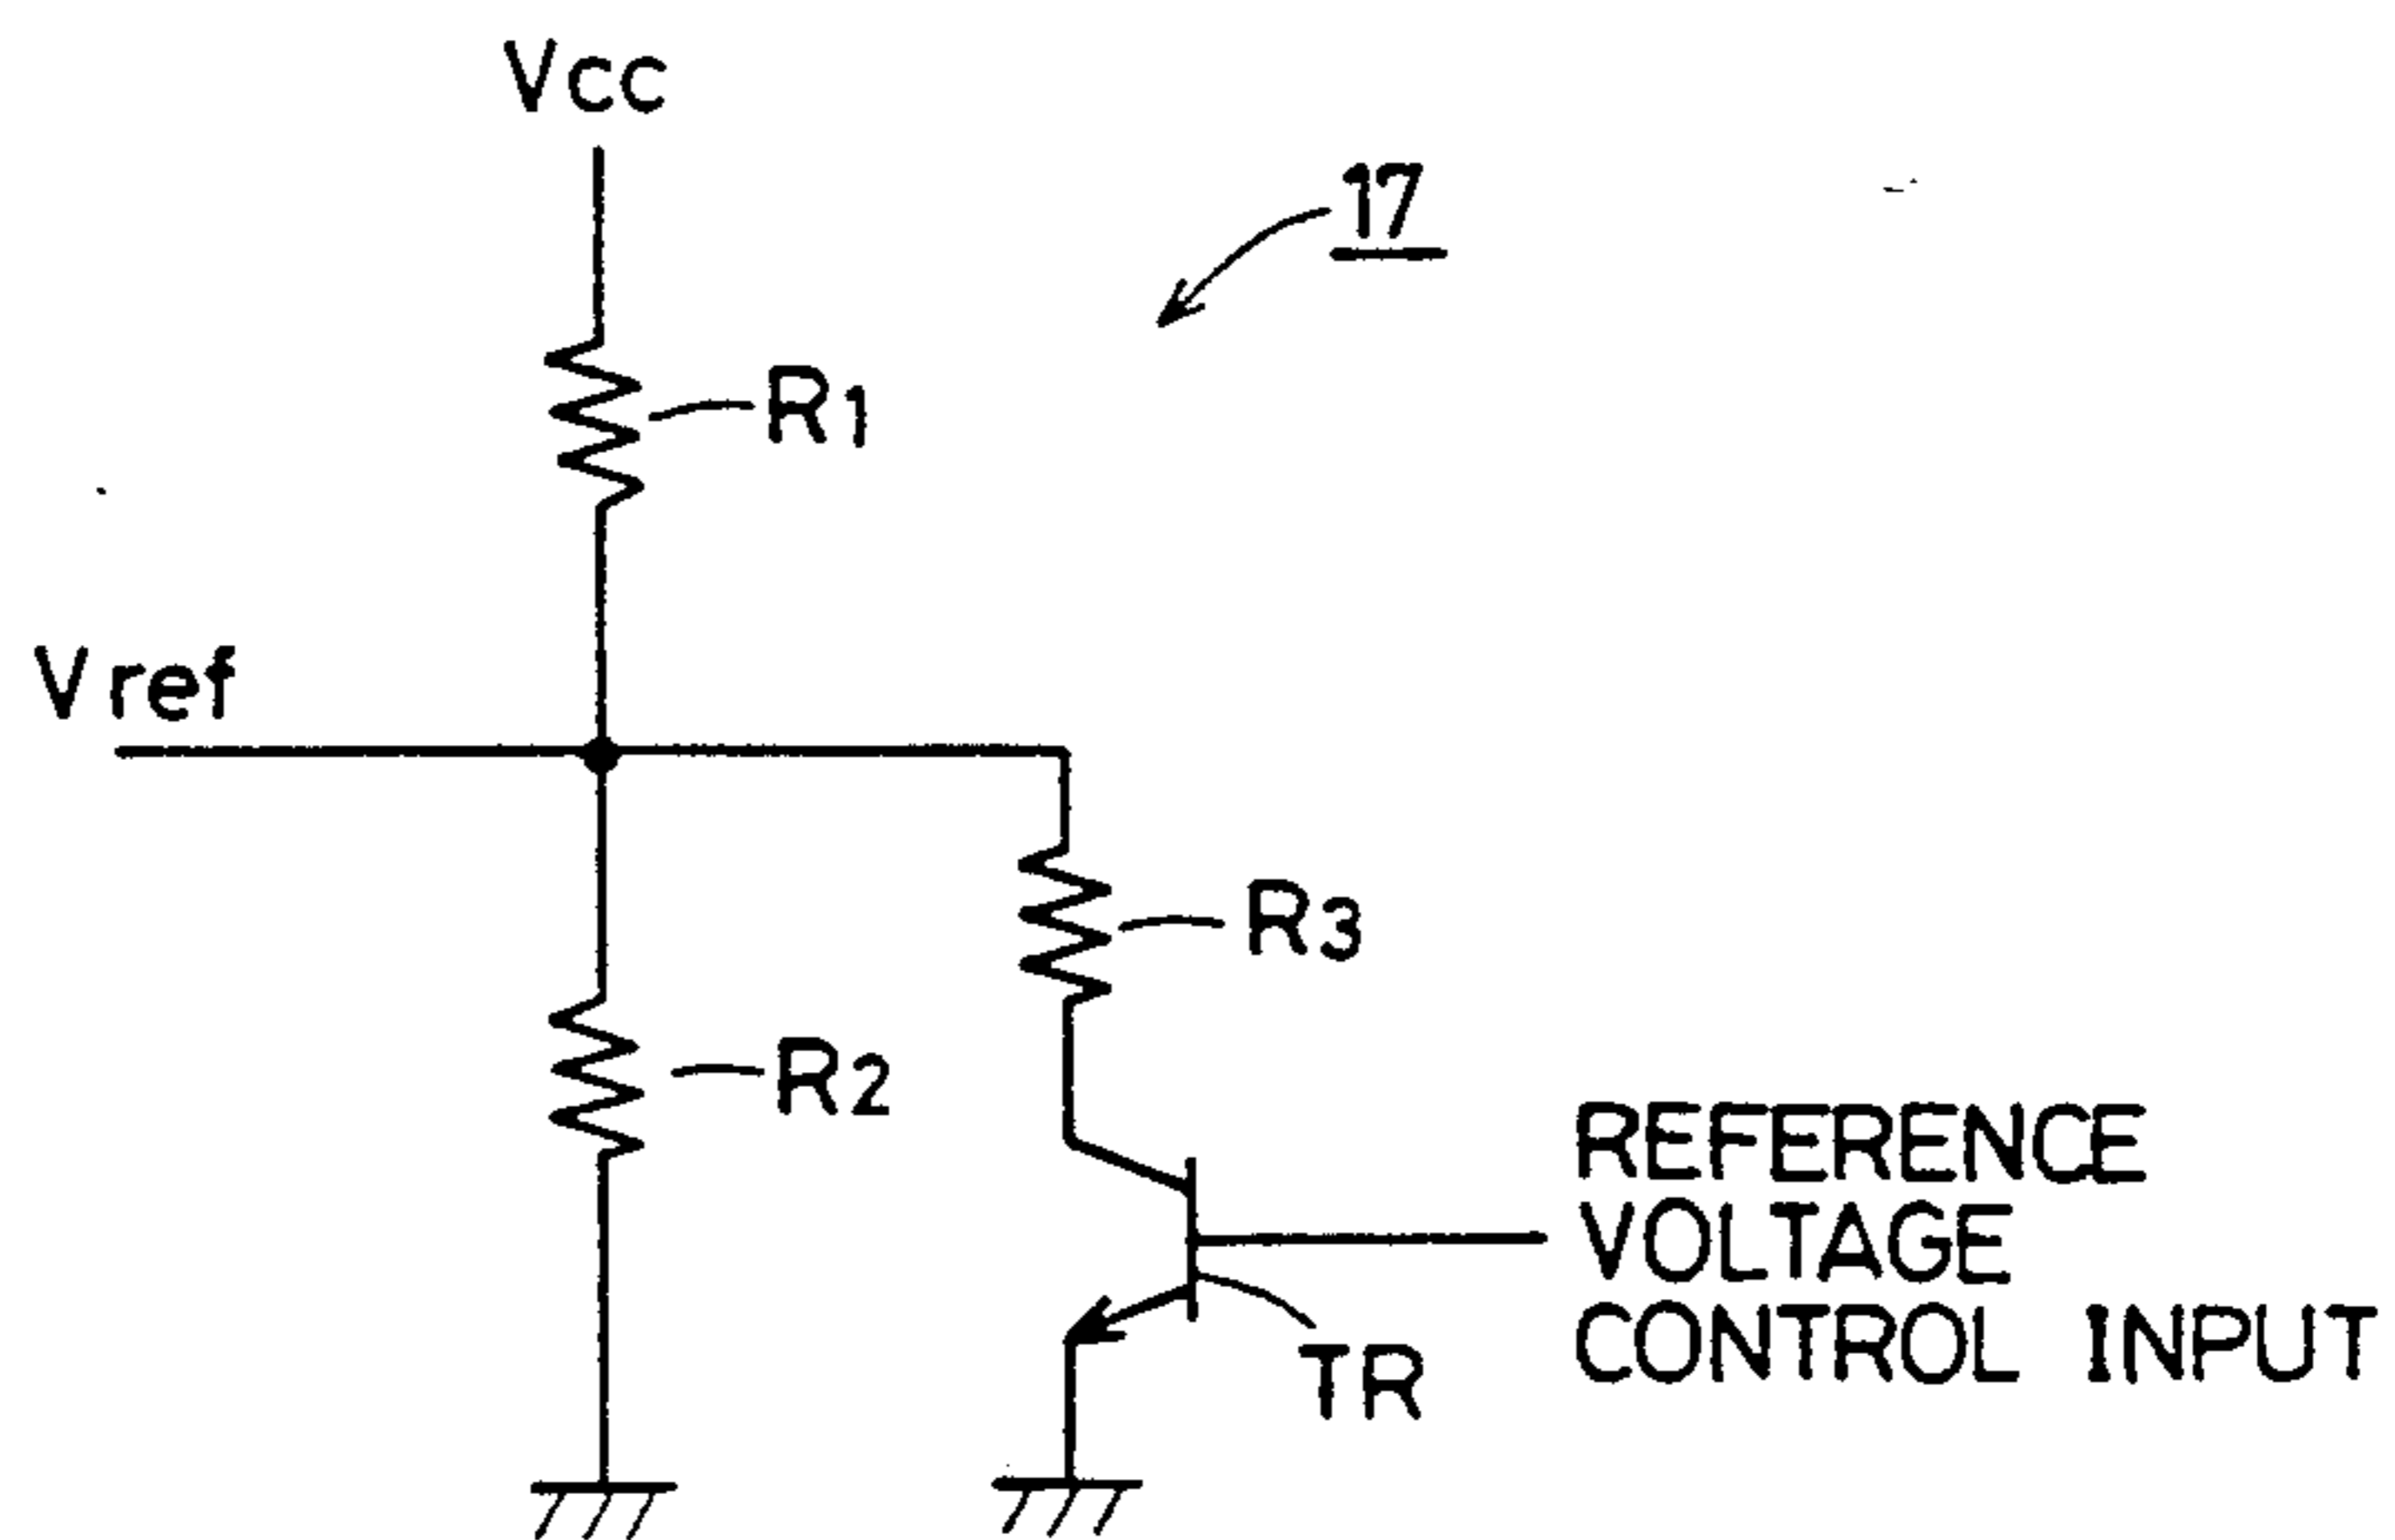 Vcc
17
R1
Vref
R3
R2
REFERENCE
VOLTAGE
CONTROL INPUT
TR